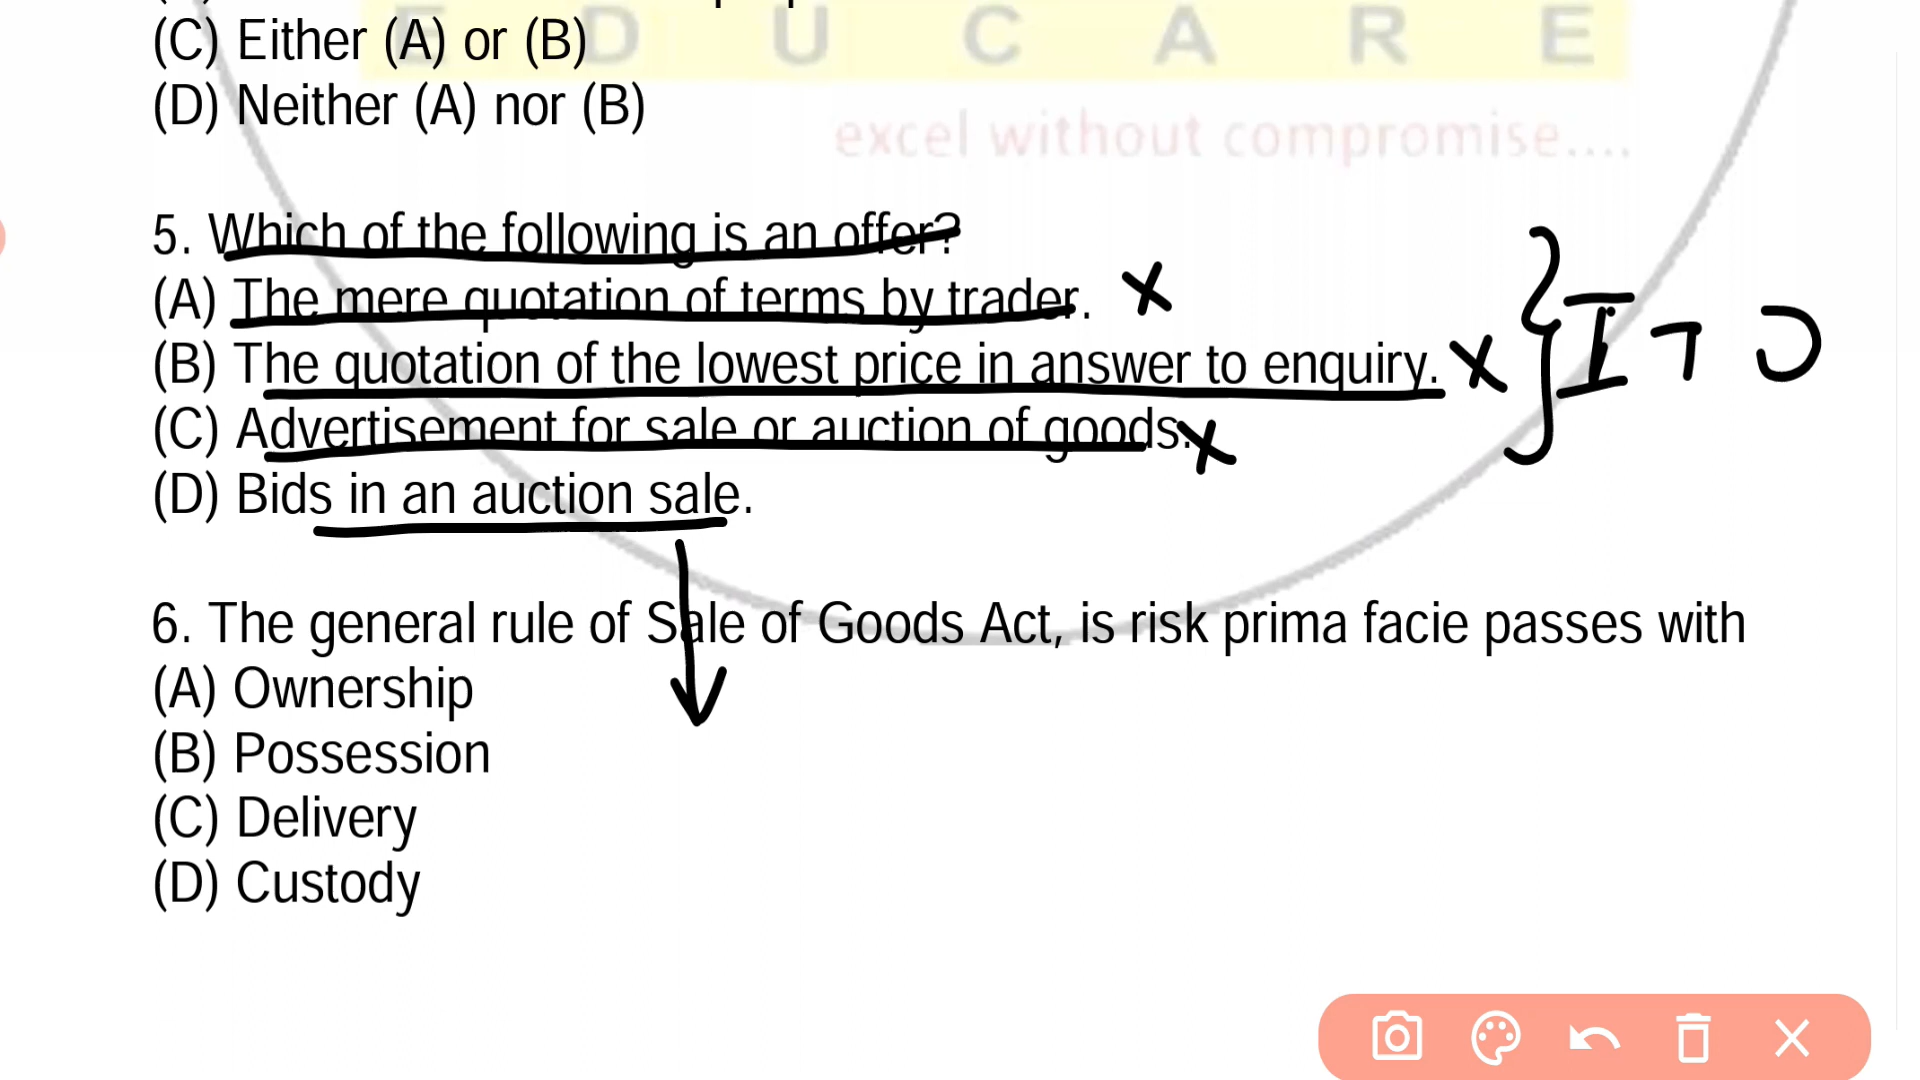 (C) Either (A) or (B)
(D) Neither (A) nor (B)
E D U C A R E
excel without compromise....
5. Which of the following is an offer?
(A) The mere quotation of terms by trader. X
(B) The quotation of the lowest price in answer to enquiry. X
(C) Advertisement for sale or auction of goods. X
(D) Bids in an auction sale.
ITO
6. The general rule of Sale of Goods Act, is risk prima facie passes with
(A) Ownership
(B) Possession
(C) Delivery
(D) Custody